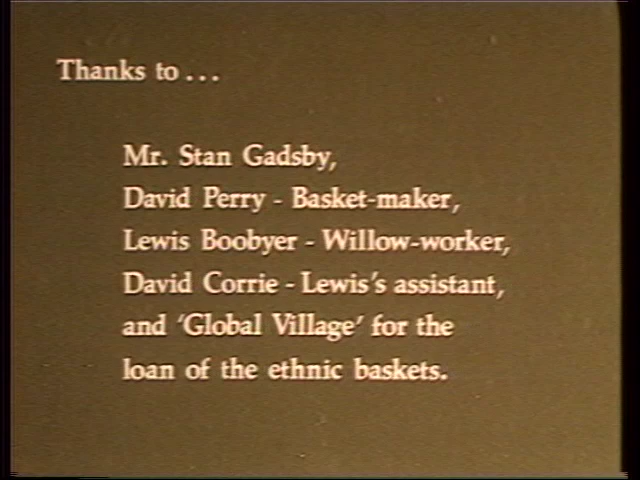 Thanks to ...
Mr. Stan Gadsby,
David Perry - Basket-maker,
Lewis Boobyer - Willow-worker,
David Corrie - Lewis's assistant,
and 'Global Village' for the
loan of the ethnic baskets.